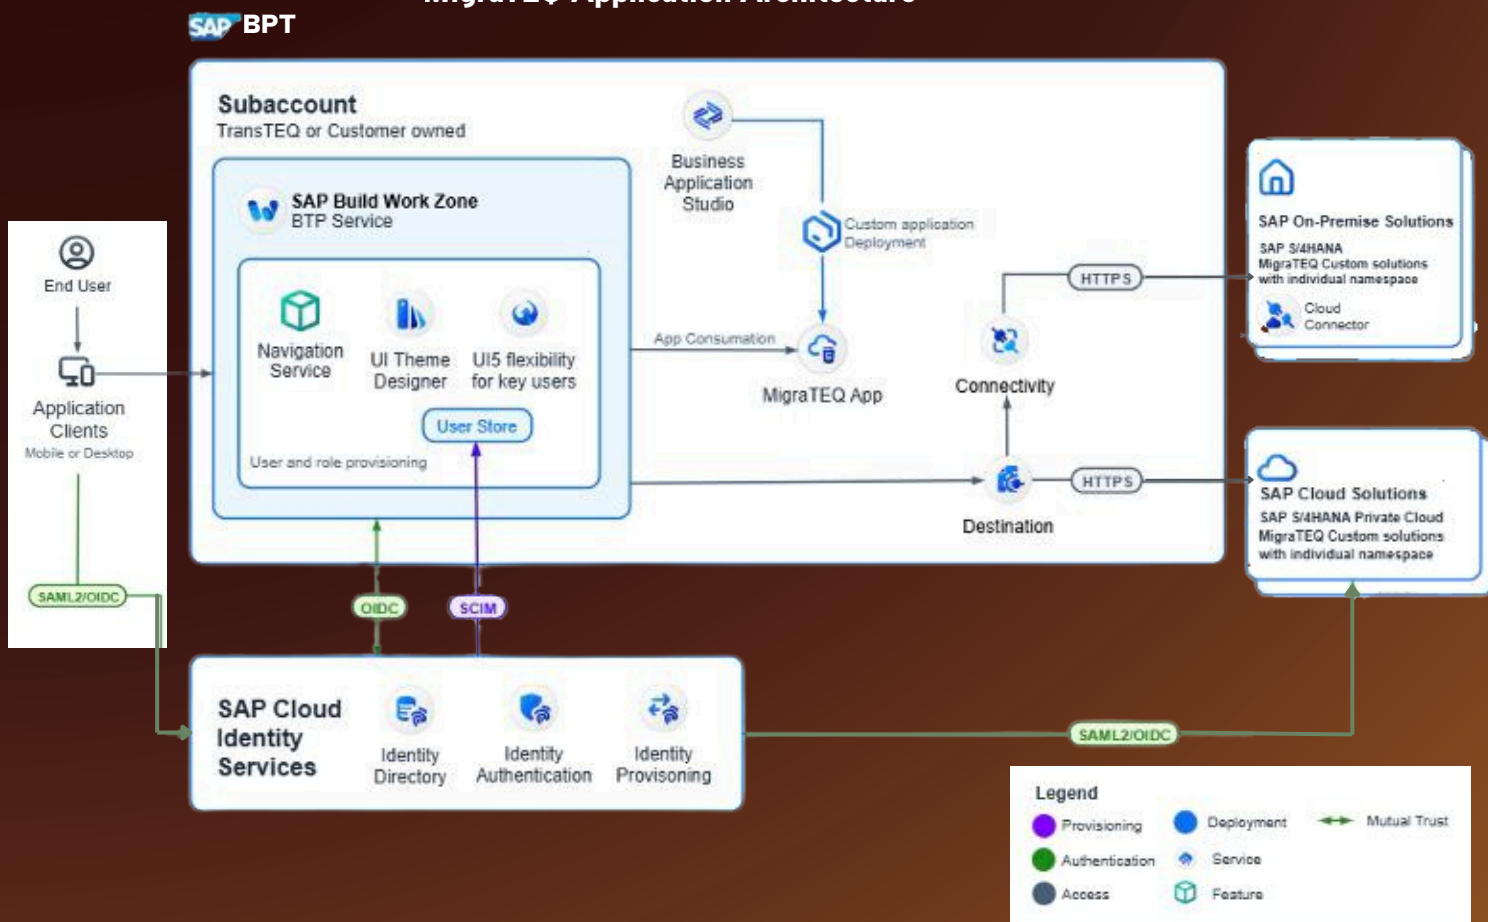 MigraTEQ Application Architecture
SAP BPT
Subaccount
TransTEQ or Customer owned
SAP Build Work Zone
BTP Service
Navigation
Service
UI Theme
Designer
UI5 flexibility
for key users
User Store
User and role provisioning
Business
Application
Studio
Custom application
Deployment
App Consumation
MigraTEQ App
Connectivity
Destination
HTTPS
HTTPS
End User
Application
Clients
Mobile or Desktop
SAML2/OIDC
OIDC
SCIM
SAP On-Premise Solutions
SAP S/4HANA
MigraTEQ Custom solutions
with individual namespace
Cloud
Connector
SAP Cloud Solutions
SAP S/4HANA Private Cloud
MigraTEQ Custom solutions
with individual namespace
SAP Cloud
Identity
Services
Identity
Directory
Identity
Authentication
Identity
Provisoning
SAML2/OIDC
Legend
Provisioning
Deployment
Mutual Trust
Authentication
Service
Access
Feature